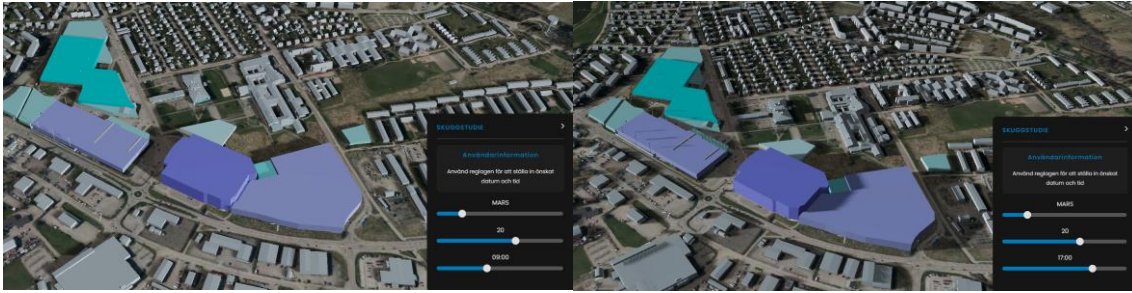 SKUGGSTUDIE
Användarinformation
Använd reglagen för att ställa in önskat
datum och tid
MARS
20
09:00
SKUGGSTUDIE
Användarinformation
Använd reglagen för att ställa in önskat
datum och tid
MARS
20
17:00